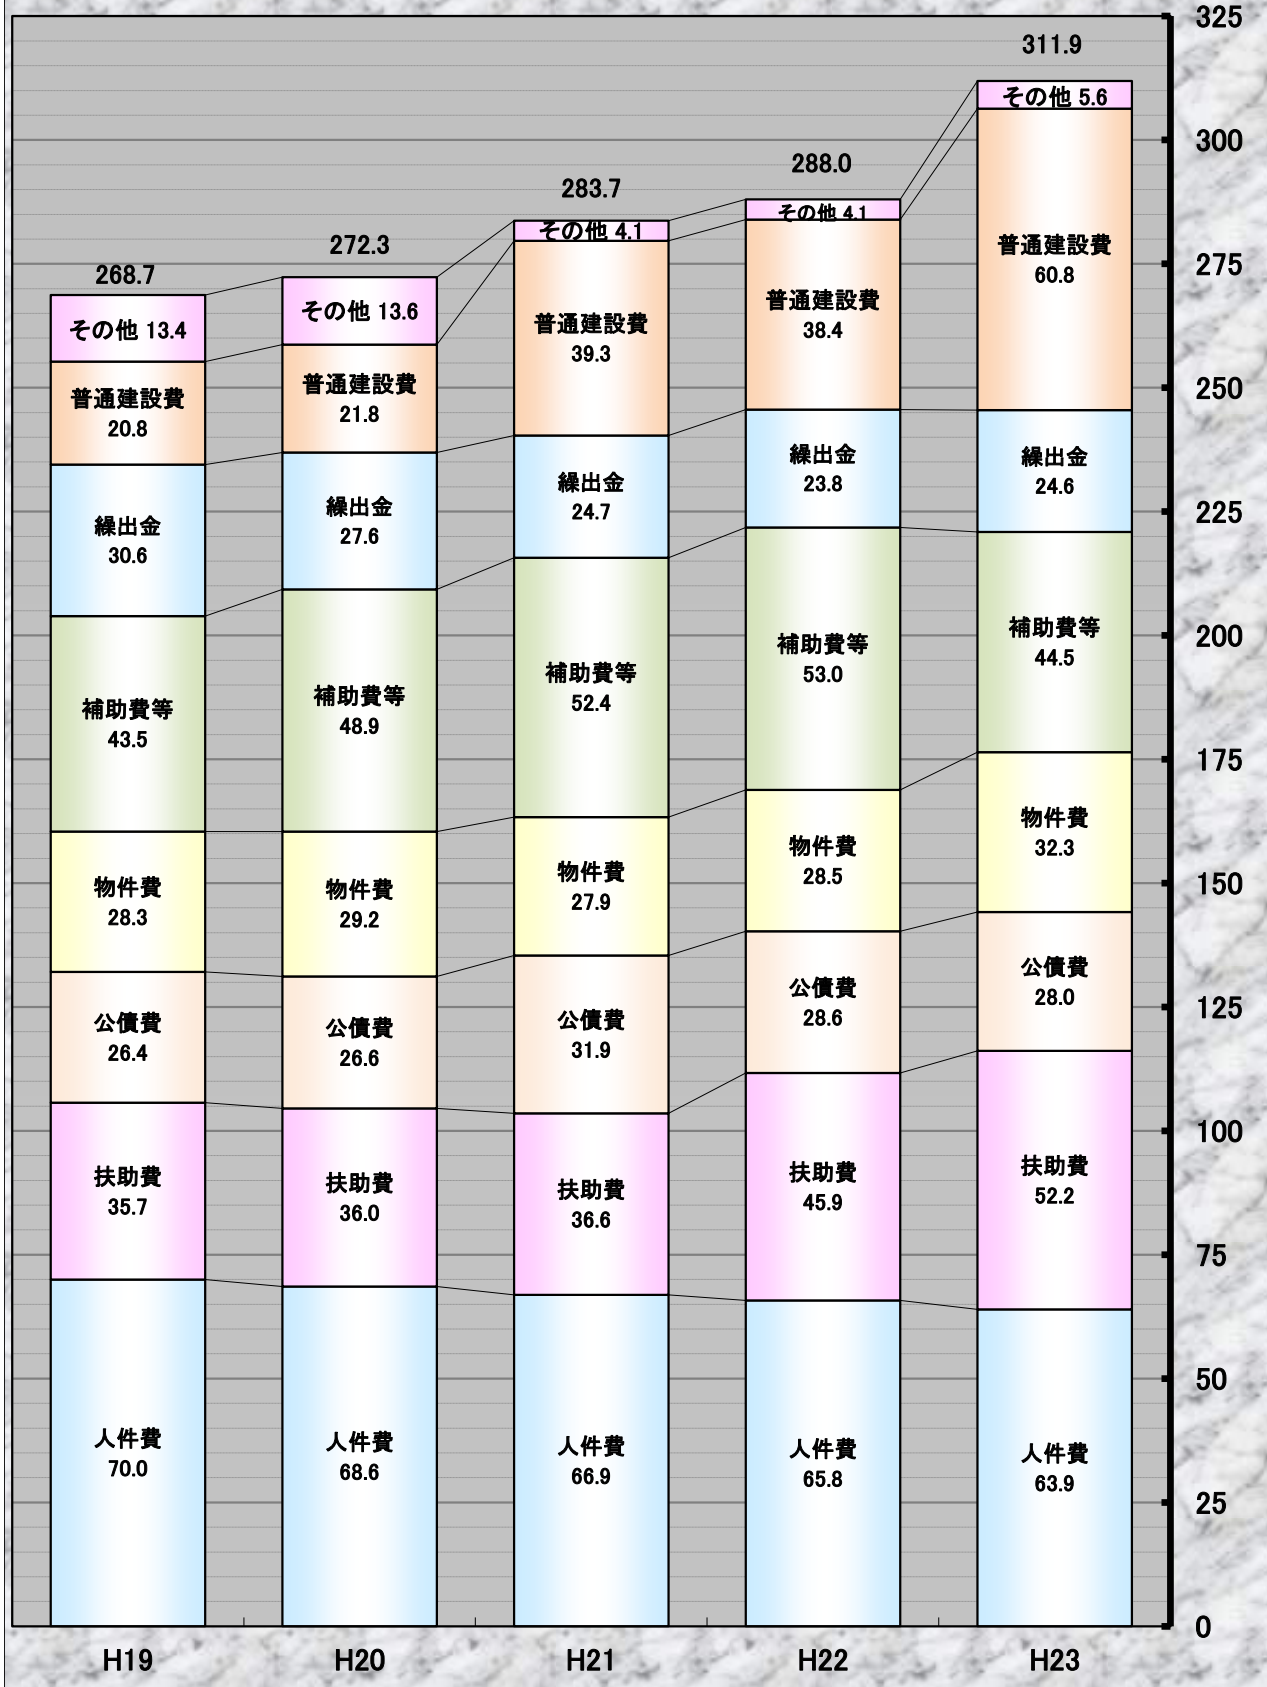 268.7
その他 13.4
普通建設費
20.8
繰出金
30.6
補助費等
43.5
物件費
28.3
公債費
26.4
扶助費
35.7
人件費
70.0
H19
272.3
その他 13.6
普通建設費
21.8
繰出金
27.6
補助費等
48.9
物件費
29.2
公債費
26.6
扶助費
36.0
人件費
68.6
H20
283.7
その他 4.1
普通建設費
39.3
繰出金
24.7
補助費等
52.4
物件費
27.9
公債費
31.9
扶助費
36.6
人件費
66.9
H21
288.0
その他 4.1
普通建設費
38.4
繰出金
23.8
補助費等
53.0
物件費
28.5
公債費
28.6
扶助費
45.9
人件費
65.8
H22
311.9
その他 5.6
普通建設費
60.8
繰出金
24.6
補助費等
44.5
物件費
32.3
公債費
28.0
扶助費
52.2
人件費
63.9
H23
325
300
275
250
225
200
175
150
125
100
75
50
25
0